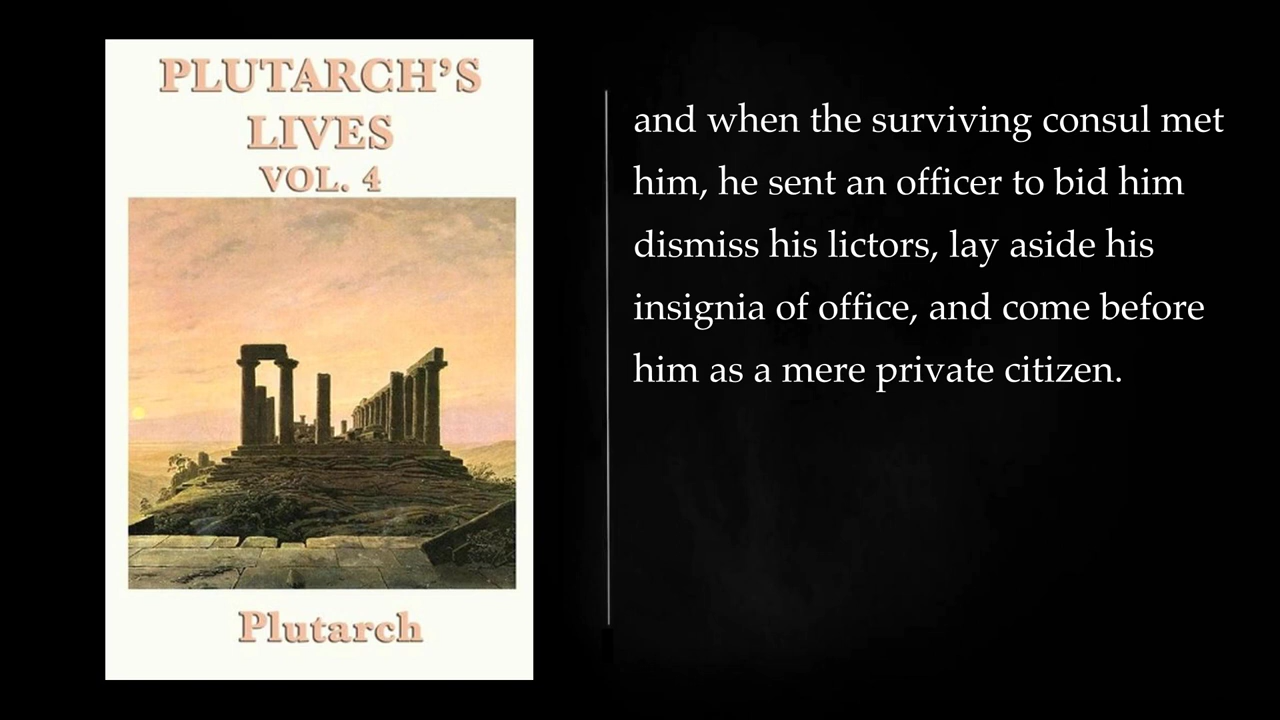 PLUTARCH'S
LIVES
VOL. 4
Plutarch
and when the surviving consul met
him, he sent an officer to bid him
dismiss his lictors, lay aside his
insignia of office, and come before
him as a mere private citizen.